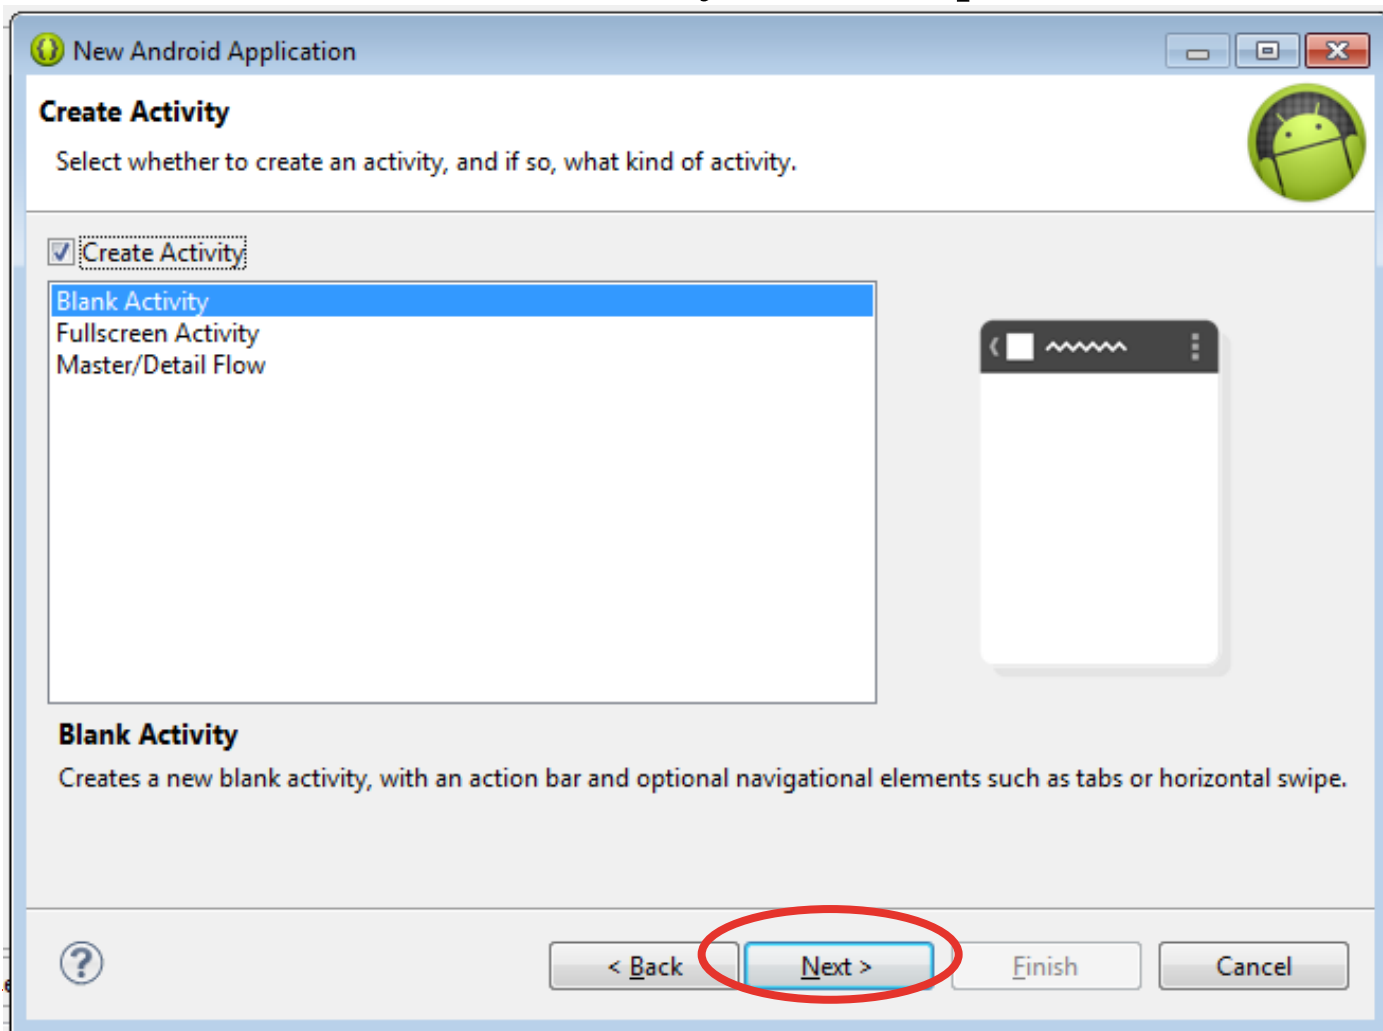 New Android Application
Create Activity
Select whether to create an activity, and if so, what kind of activity.
Create Activity
Blank Activity
Fullscreen Activity
Master/Detail Flow
Blank Activity
Creates a new blank activity, with an action bar and optional navigational elements such as tabs or horizontal swipe.
< Back Next > Finish Cancel